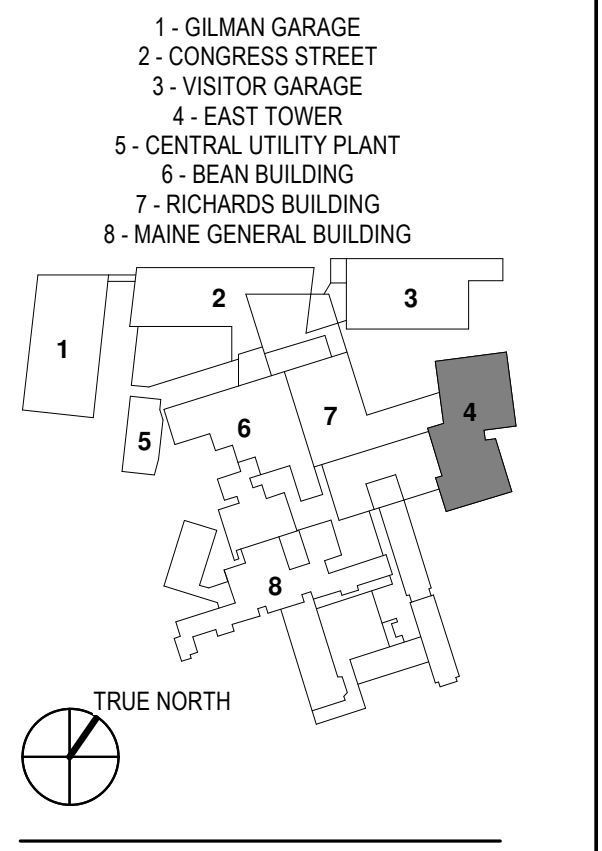 1 - GILMAN GARAGE
2 - CONGRESS STREET
3 - VISITOR GARAGE
4 - EAST TOWER
5 - CENTRAL UTILITY PLANT
6 - BEAN BUILDING
7 - RICHARDS BUILDING
8 - MAINE GENERAL BUILDING
2
3
1
4
7
6
5
8
TRUE NORTH